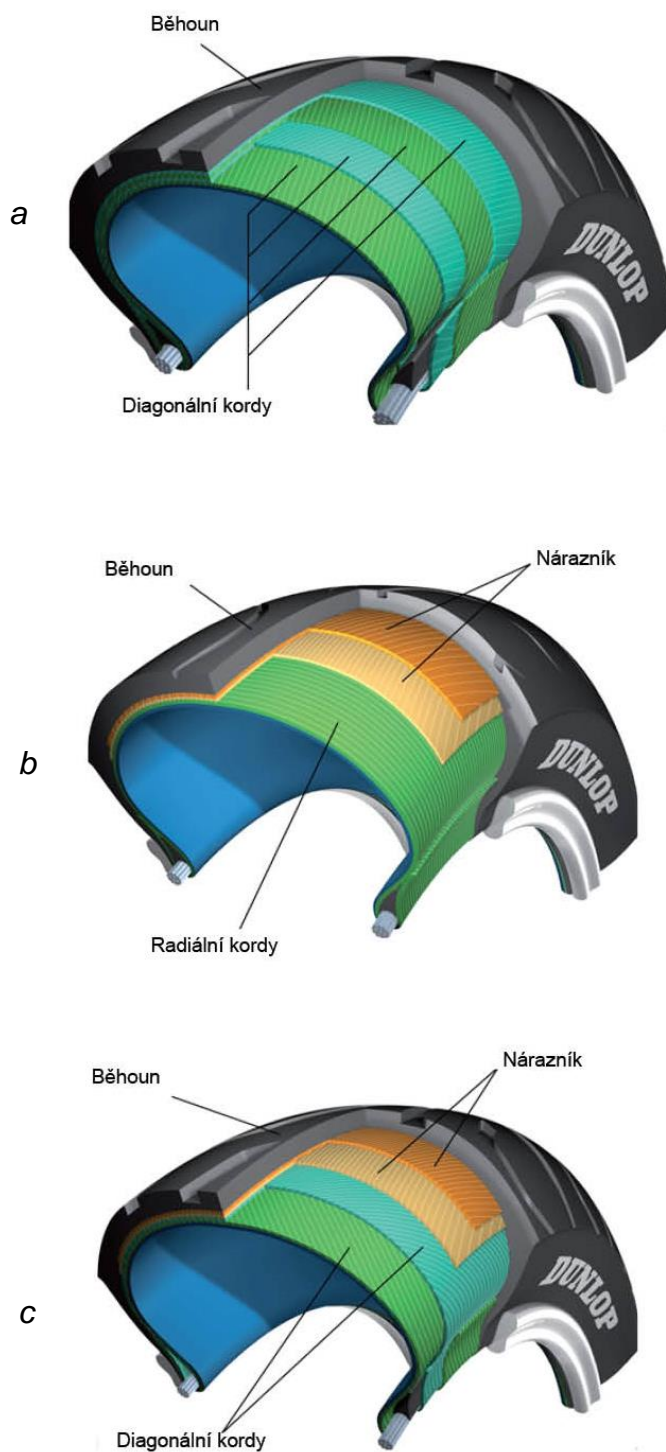 Běhoun
a
DUNLOP
Diagonální kordy
Nárazník
Běhoun
b
DUNLOP
Radiální kordy
Nárazník
Běhoun
c
DUNLOP
Diagonální kordy